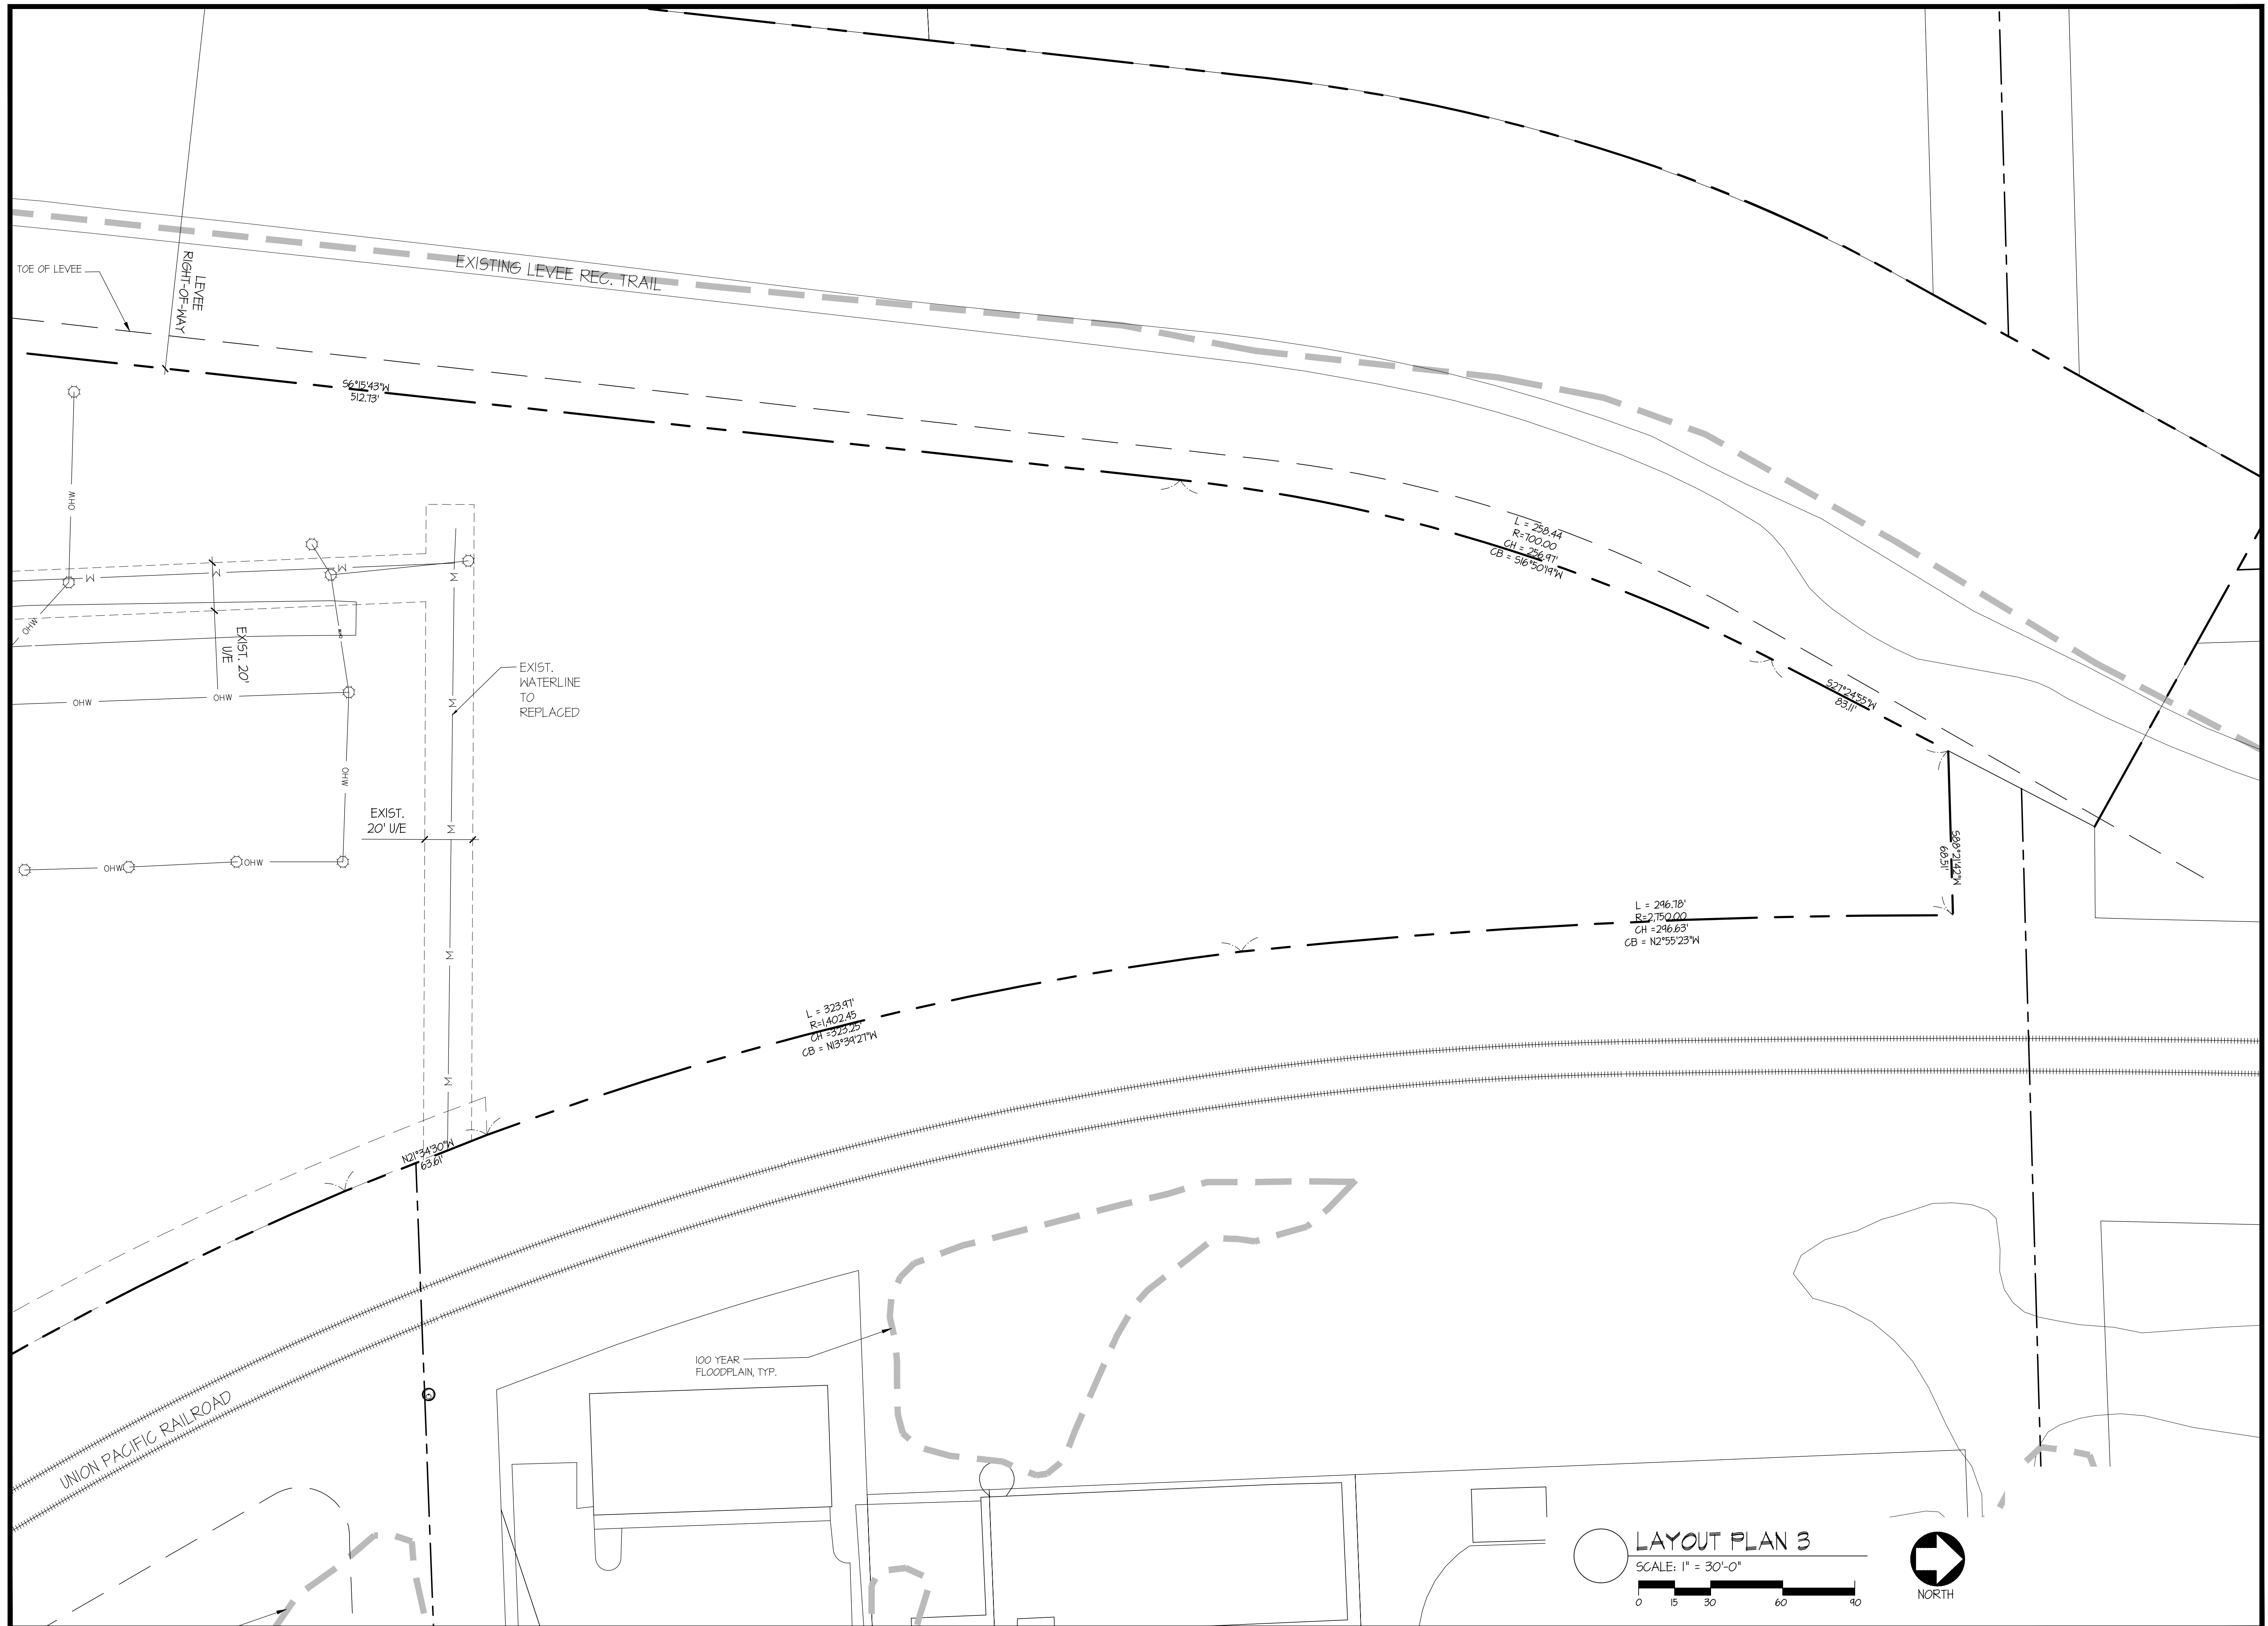 TOE OF LEVEE
LEVEE
RIGHT-OF-WAY
EXISTING LEVEE REC. TRAIL
S6°15'43"W
512.73'
OHW
W
W
W
W
OHW
OHW
EXIST. 20'
U/E
OHW
OHW
OHW
EXIST.
WATERLINE
TO
REPLACED
W
W
W
W
EXIST.
20' U/E
OHW
OHW
L = 258.44
R=700.00
CH = 256.97'
CB = S16°50'19"W
S27°24'55"W
83.11'
S88°21'42"W
68.51'
L = 296.78'
R=2,750.00
CH =296.63'
CB = N2°55'23"W
L = 323.97'
R=1,402.45
CH =323.25'
CB = N13°39'27"W
N21°34'30"W
63.61'
UNION PACIFIC RAILROAD
100 YEAR
FLOODPLAIN, TYP.
LAYOUT PLAN 3
SCALE: 1" = 30'-0"
0 15 30 60 90
NORTH